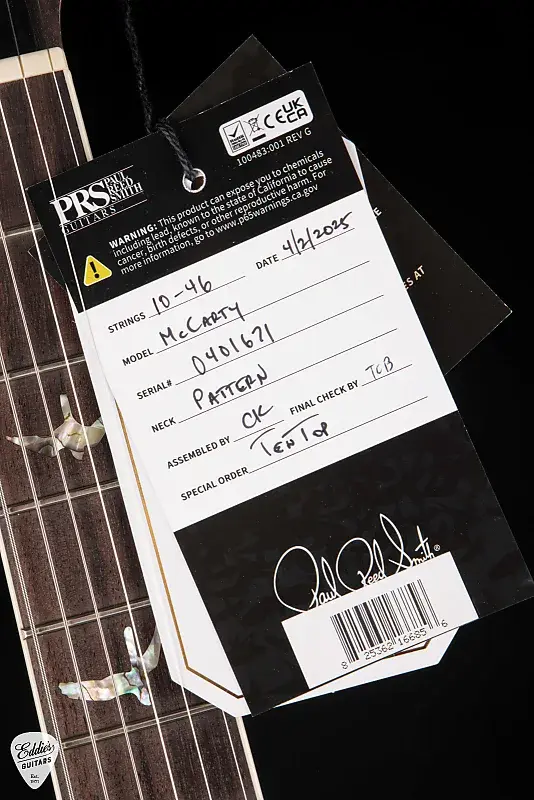 PRS PAUL REED SMITH
GUITARS
UK CA
CE
100483:001 REV G
WARNING: This product can expose you to chemicals
including lead, known to the state of California to cause
cancer, birth defects, or other reproductive harm. For
more information, go to www.p65warnings.ca.gov
STRINGS 10-46 DATE 4/2/2025
MODEL McCARTY
SERIAL# 0401671
NECK PATTERN
ASSEMBLED BY CK FINAL CHECK BY TCB
SPECIAL ORDER TEN TOP
Paul Reed Smith®
8 25362 16685 6
E
ES AT
Eddie's
GUITARS
Est.